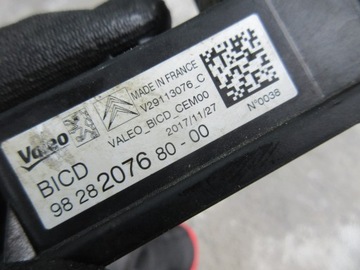 Valeo
MADE IN FRANCE
V29113076_C
VALEO_BICD_CEM00
2017/11/27
N°0038
BICD
98 28 2076 80-00